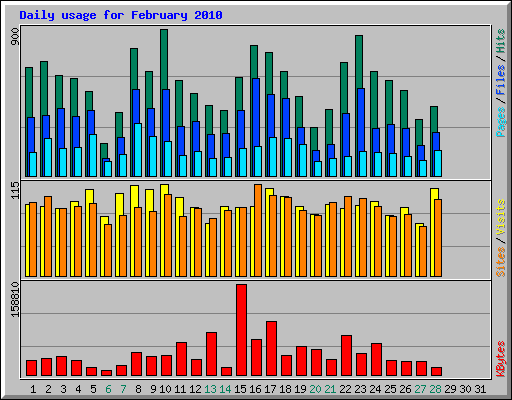 Daily usage for February 2010
900
Pages / Files / Hits
115
Sites / Visits
158810
KBytes
1 2 3 4 5 6 7 8 9 10 11 12 13 14 15 16 17 18 19 20 21 22 23 24 25 26 27 28 29 30 31